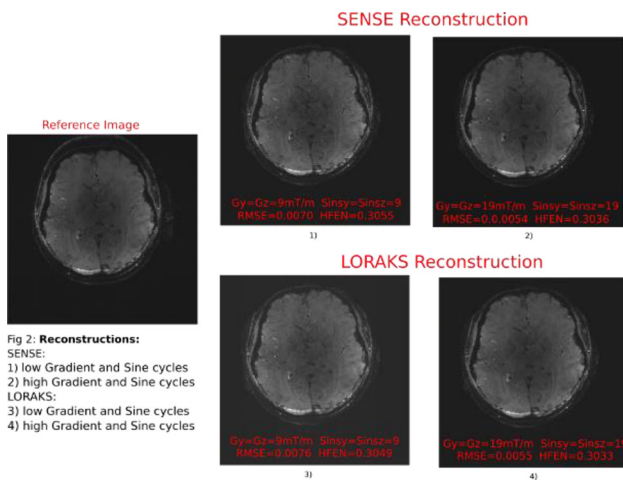 SENSE Reconstruction
Reference Image
Gy=Gz=9mT/m Sinsy=Sinsz=9
RMSE=0.0070 HFEN=0.3055
1)
Gy=Gz=19mT/m Sinsy=Sinsz=19
RMSE=0.0.0054 HFEN=0.3036
2)
LORAKS Reconstruction
Gy=Gz=9mT/m Sinsy=Sinsz=9
RMSE=0.0076 HFEN=0.3049
3)
Gy=Gz=19mT/m Sinsy=Sinsz=19
RMSE=0.0055 HFEN=0.3033
4)
Fig 2: Reconstructions:
SENSE:
1) low Gradient and Sine cycles
2) high Gradient and Sine cycles
LORAKS:
3) low Gradient and Sine cycles
4) high Gradient and Sine cycles